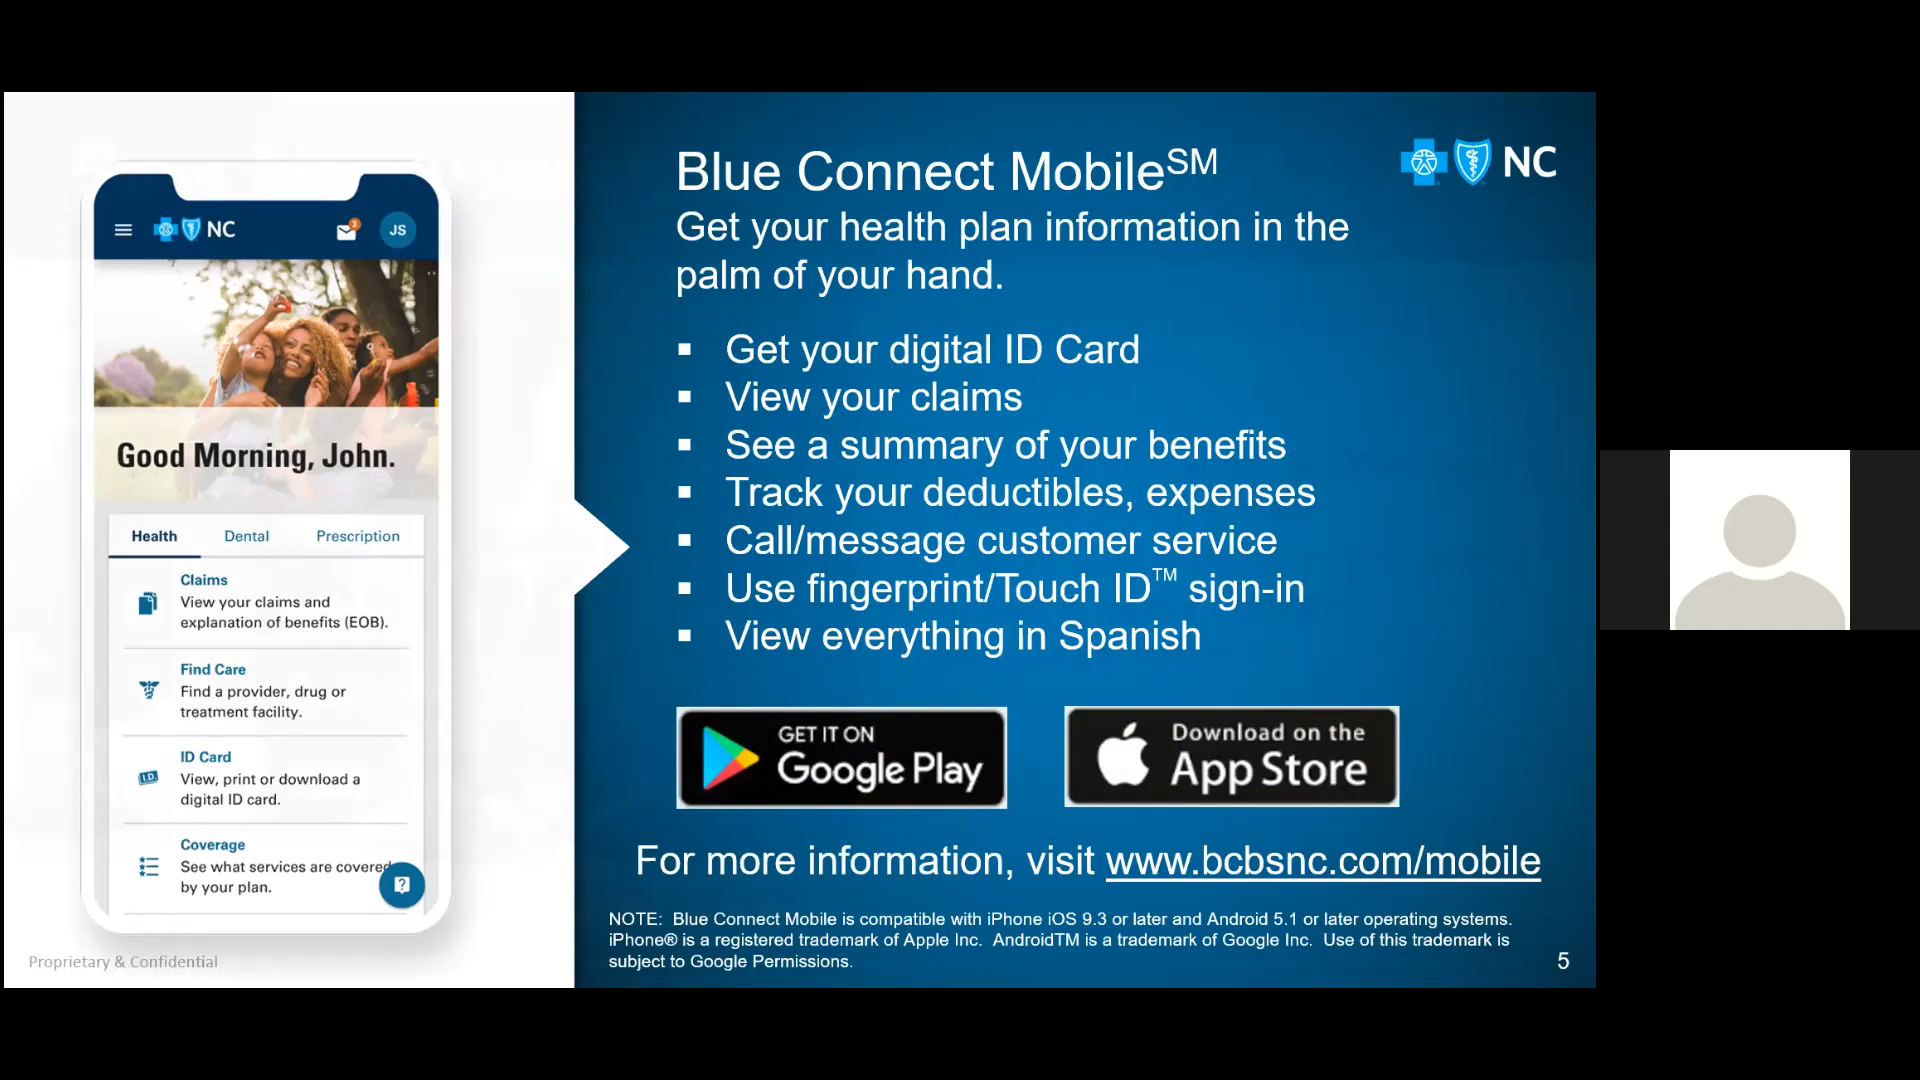 NC
JS
Good Morning, John.
Health Dental Prescription
Claims
View your claims and
explanation of benefits (EOB).
Find Care
Find a provider, drug or
treatment facility.
I.D.
ID Card
View, print or download a
digital ID card.
Coverage
See what services are covered
by your plan.
?
Proprietary & Confidential
Blue Connect MobileSM
NC
Get your health plan information in the
palm of your hand.
▪ Get your digital ID Card
▪ View your claims
▪ See a summary of your benefits
▪ Track your deductibles, expenses
▪ Call/message customer service
▪ Use fingerprint/Touch ID™ sign-in
▪ View everything in Spanish
GET IT ON
Google Play
Download on the
App Store
For more information, visit www.bcbsnc.com/mobile
NOTE: Blue Connect Mobile is compatible with iPhone iOS 9.3 or later and Android 5.1 or later operating systems.
iPhone® is a registered trademark of Apple Inc. AndroidTM is a trademark of Google Inc. Use of this trademark is
subject to Google Permissions.
5